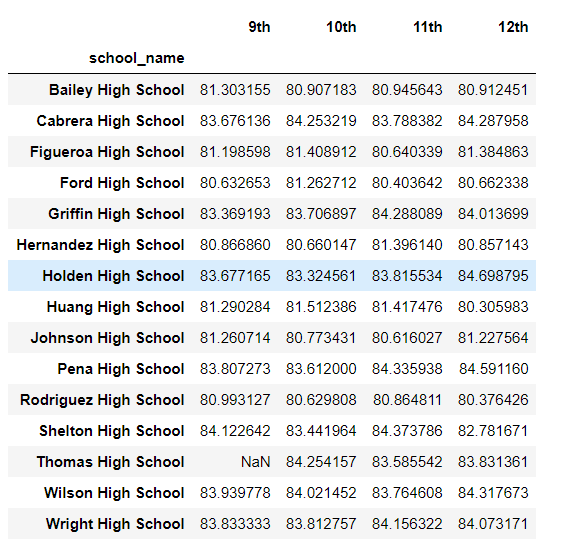 9th 10th 11th 12th
school_name
Bailey High School 81.303155 80.907183 80.945643 80.912451
Cabrera High School 83.676136 84.253219 83.788382 84.287958
Figueroa High School 81.198598 81.408912 80.640339 81.384863
Ford High School 80.632653 81.262712 80.403642 80.662338
Griffin High School 83.369193 83.706897 84.288089 84.013699
Hernandez High School 80.866860 80.660147 81.396140 80.857143
Holden High School 83.677165 83.324561 83.815534 84.698795
Huang High School 81.290284 81.512386 81.417476 80.305983
Johnson High School 81.260714 80.773431 80.616027 81.227564
Pena High School 83.807273 83.612000 84.335938 84.591160
Rodriguez High School 80.993127 80.629808 80.864811 80.376426
Shelton High School 84.122642 83.441964 84.373786 82.781671
Thomas High School NaN 84.254157 83.585542 83.831361
Wilson High School 83.939778 84.021452 83.764608 84.317673
Wright High School 83.833333 83.812757 84.156322 84.073171